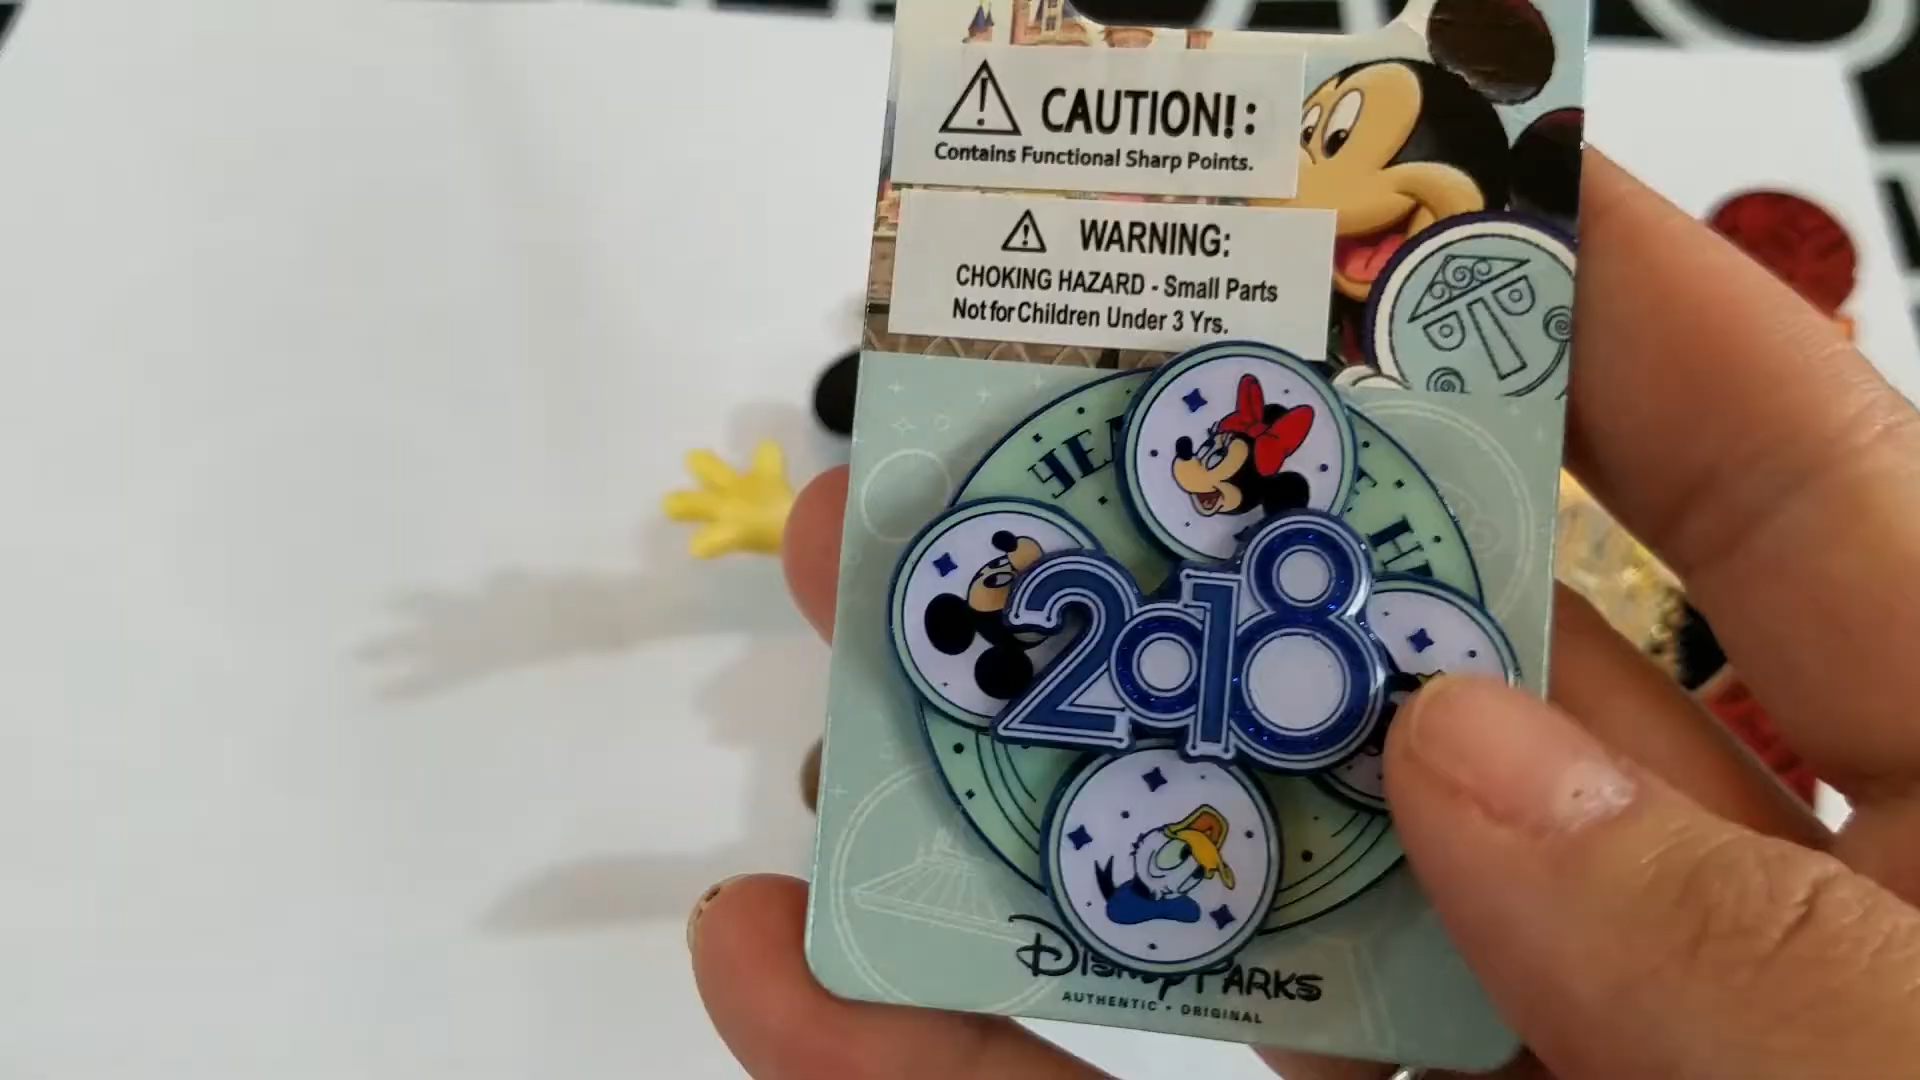 CAUTION!:
Contains Functional Sharp Points.
WARNING:
CHOKING HAZARD - Small Parts
Not for Children Under 3 Yrs.
2018
Disney PARKS
AUTHENTIC • ORIGINAL